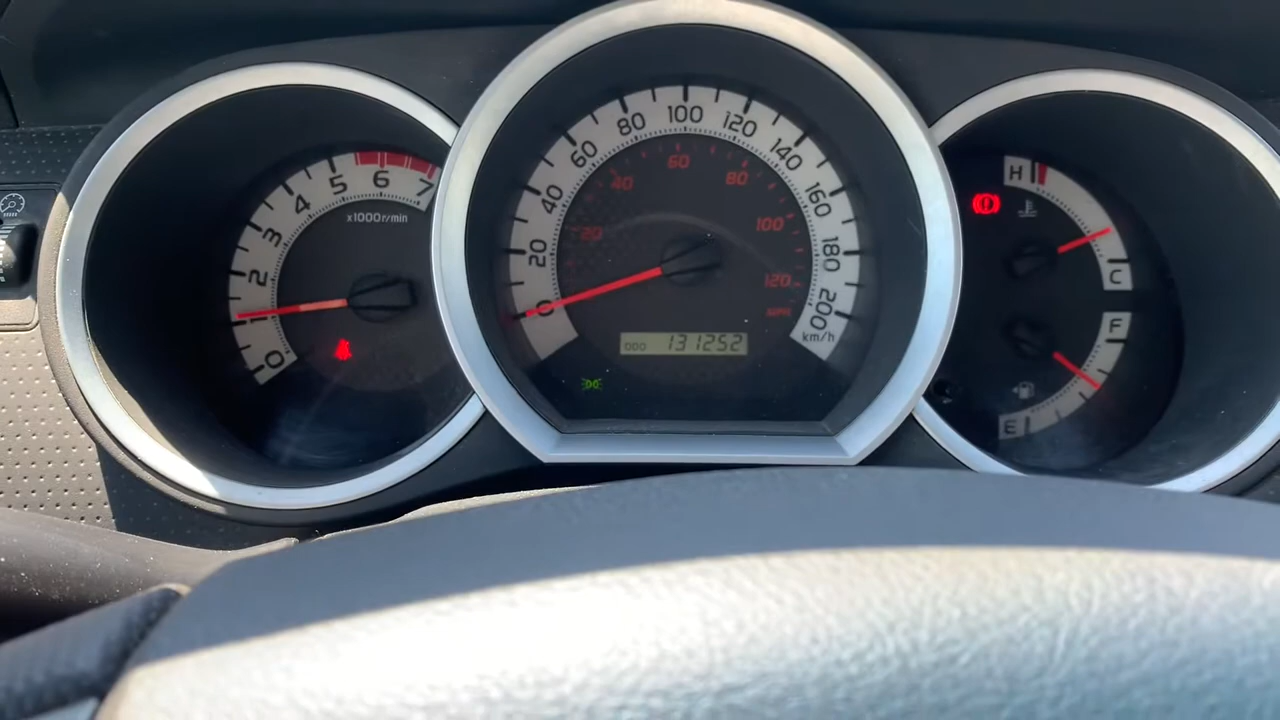 0 1 2 3 4 5 6 7
x1000r/min
0 20 40 60 80 100 120 140 160 180 200
km/h
20 40 60 80 100 120
MPH
000 131252
H
C
F
E